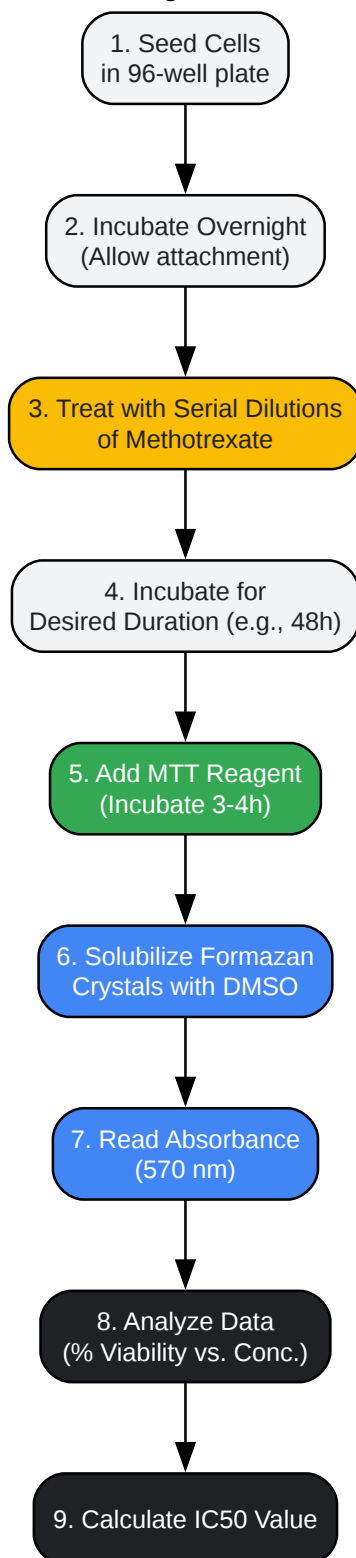 1. Seed Cells
in 96-well plate
2. Incubate Overnight
(Allow attachment)
3. Treat with Serial Dilutions
of Methotrexate
4. Incubate for
Desired Duration (e.g., 48h)
5. Add MTT Reagent
(Incubate 3-4h)
6. Solubilize Formazan
Crystals with DMSO
7. Read Absorbance
(570 nm)
8. Analyze Data
(% Viability vs. Conc.)
9. Calculate IC50 Value